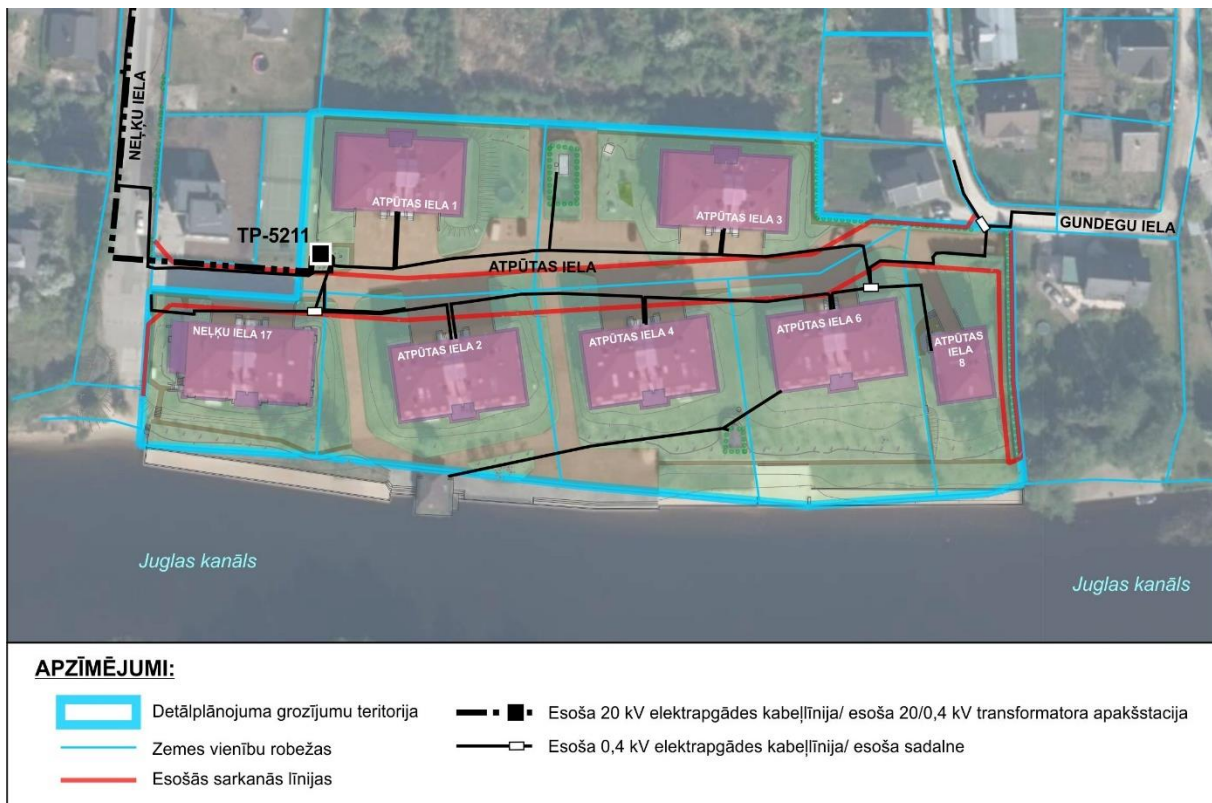 NEĻĶU IELA
ATPŪTAS IELA 1
ATPŪTAS IELA 3
TP-5211
GUNDEGU IELA
ATPŪTAS IELA
NEĻĶU IELA 17
ATPŪTAS IELA 2
ATPŪTAS IELA 4
ATPŪTAS IELA 6
ATPŪTAS
IELA
8
Juglas kanāls
Juglas kanāls
APZĪMĒJUMI:
Detālplānojuma grozījumu teritorija
Zemes vienību robežas
Esošās sarkanās līnijas
Esoša 20 kV elektrapgādes kabeļlīnija/ esoša 20/0,4 kV transformatora apakšstacija
Esoša 0,4 kV elektrapgādes kabeļlīnija/ esoša sadalne